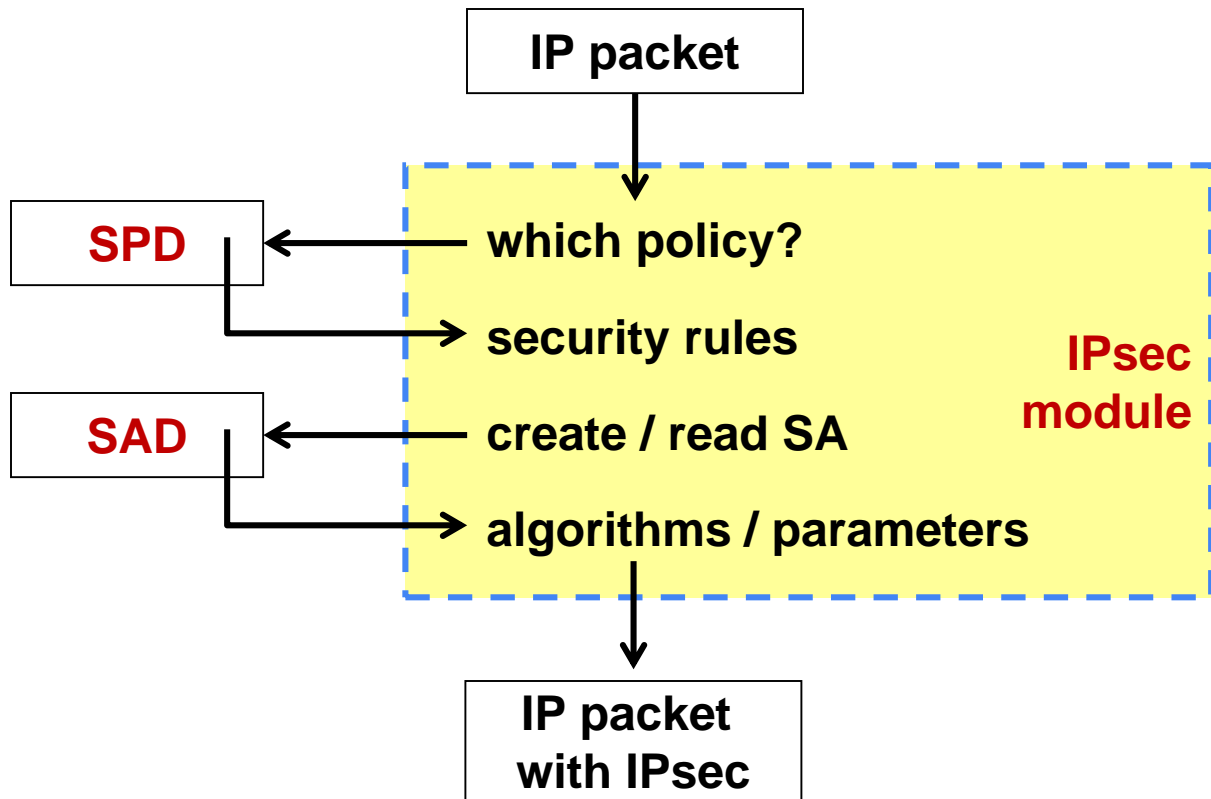 IP packet
SPD
which policy?
security rules
IPsec
module
SAD
create / read SA
algorithms / parameters
IP packet
with IPsec